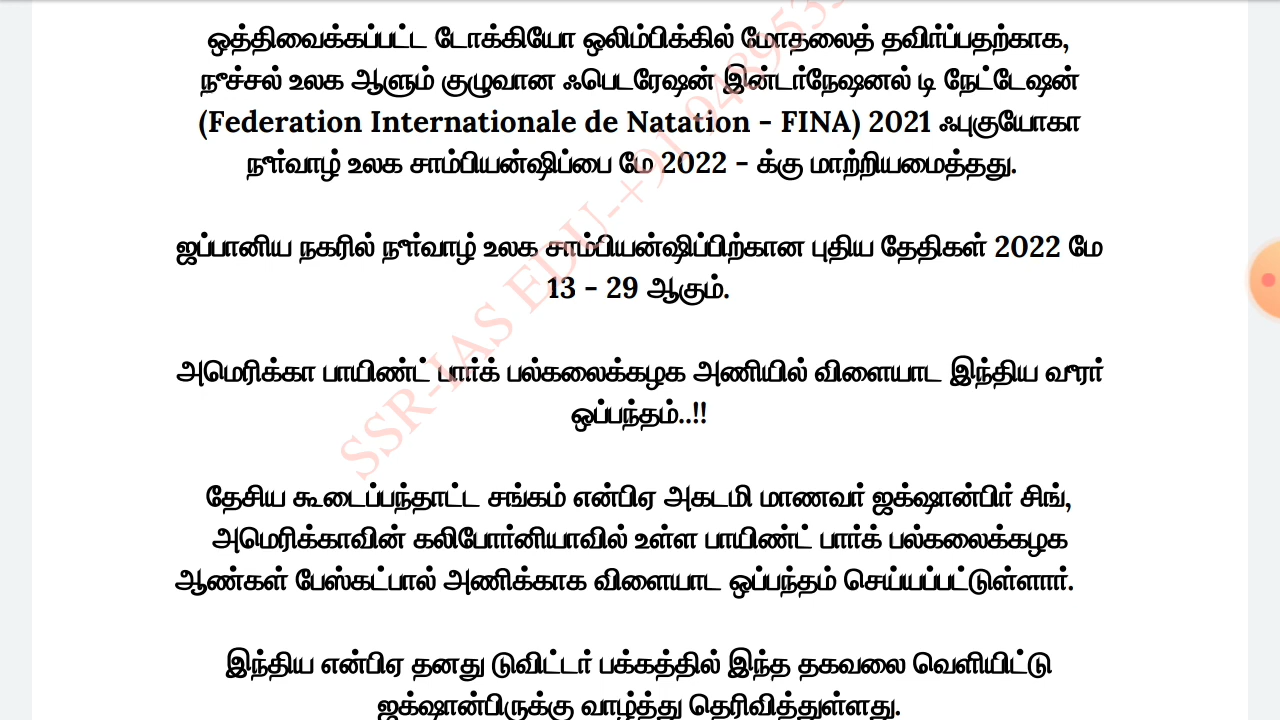 ஒத்திவைக்கப்பட்ட டோக்கியோ ஒலிம்பிக்கில் மோதலைத் தவிர்ப்பதற்காக,
நீச்சல் உலக ஆளும் குழுவான ஃபெடரேஷன் இன்டர்நேஷனல் டி நேட்டேஷன்
(Federation Internationale de Natation - FINA) 2021 ஃபுகுயோகா
நீர்வாழ் உலக சாம்பியன்ஷிப்பை மே 2022 - க்கு மாற்றியமைத்தது.
ஜப்பானிய நகரில் நீர்வாழ் உலக சாம்பியன்ஷிப்பிற்கான புதிய தேதிகள் 2022 மே
13 - 29 ஆகும்.
அமெரிக்கா பாயிண்ட் பார்க் பல்கலைக்கழக அணியில் விளையாட இந்திய வீரர்
ஒப்பந்தம்..!!
தேசிய கூடைப்பந்தாட்ட சங்கம் என்பிஏ அகடமி மாணவர் ஜக்ஷான்பிர் சிங்,
அமெரிக்காவின் கலிபோர்னியாவில் உள்ள பாயிண்ட் பார்க் பல்கலைக்கழக
ஆண்கள் பேஸ்கட்பால் அணிக்காக விளையாட ஒப்பந்தம் செய்யப்பட்டுள்ளார்.
இந்திய என்பிஏ தனது டுவிட்டர் பக்கத்தில் இந்த தகவலை வெளியிட்டு
ஜக்ஷான்பிருக்கு வாழ்த்து தெரிவித்துள்ளது.
SSR-IAS EDU-+91